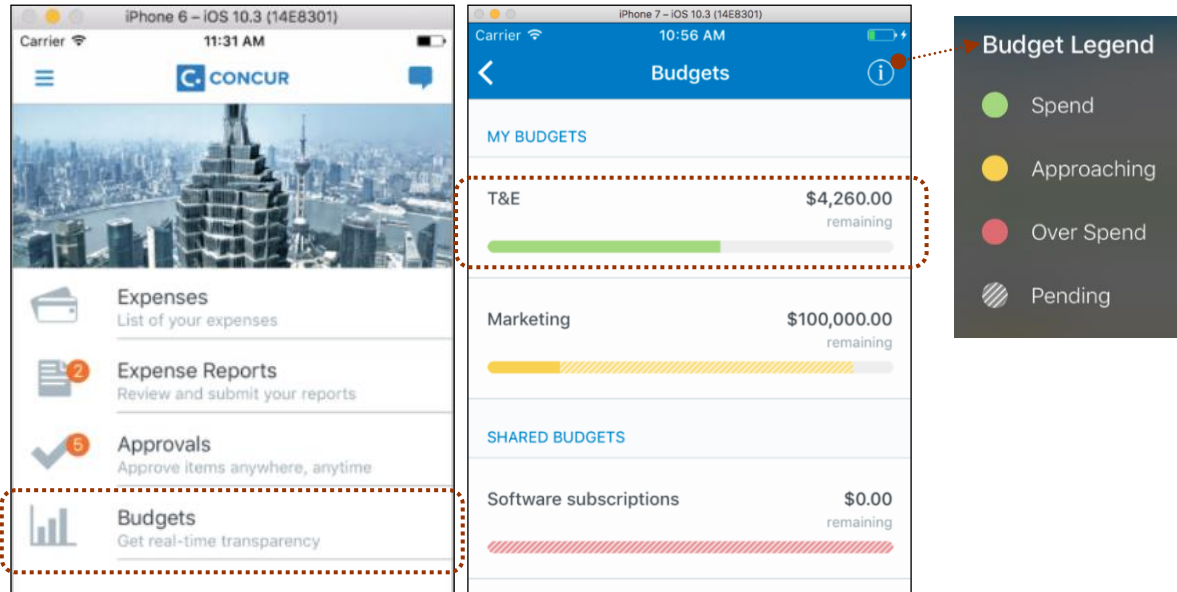 iPhone 6 – iOS 10.3 (14E8301)
Carrier
11:31 AM
C. CONCUR
Expenses
List of your expenses
2
Expense Reports
Review and submit your reports
5
Approvals
Approve items anywhere, anytime
Budgets
Get real-time transparency
iPhone 7 – iOS 10.3 (14E8301)
Carrier
10:56 AM
Budgets
i
MY BUDGETS
T&E
$4,260.00
remaining
Marketing
$100,000.00
remaining
SHARED BUDGETS
Software subscriptions
$0.00
remaining
Budget Legend
Spend
Approaching
Over Spend
Pending